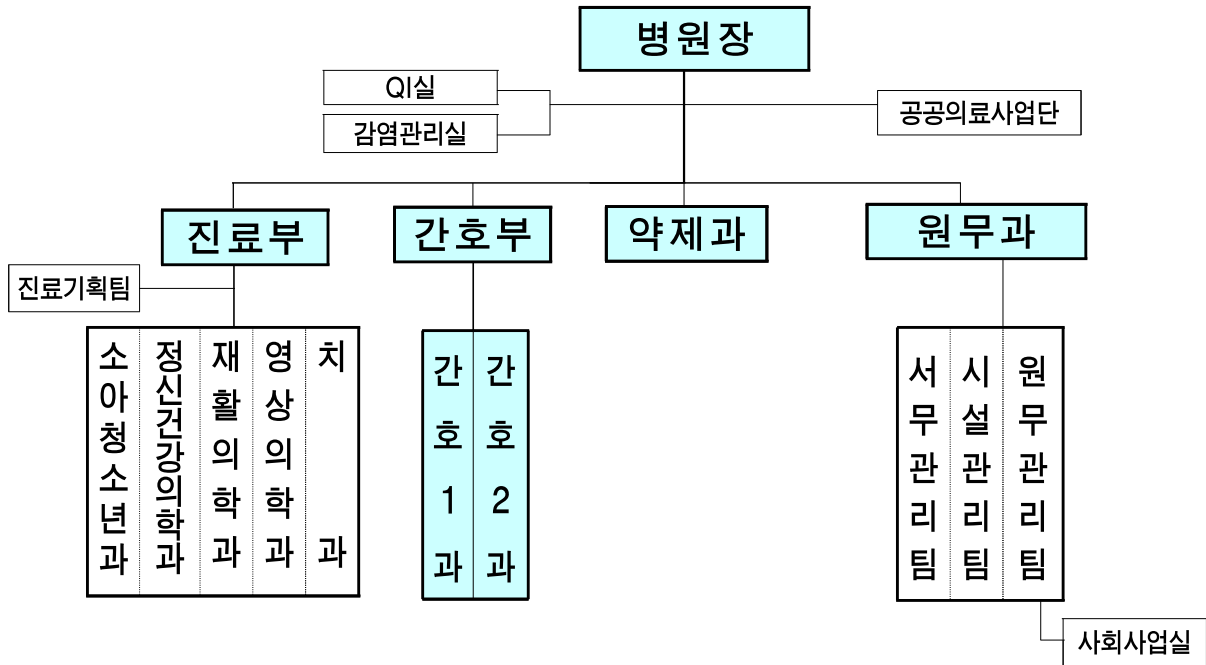 병원장
QI실
감염관리실
공공의료사업단
진료부
간호부
약제과
원무과
진료기획팀
소아청소년과
정신건강의학과
재활의학과
영상의학과
치과
간호1과
간호2과
서무관리팀
시설관리팀
원무관리팀
사회사업실